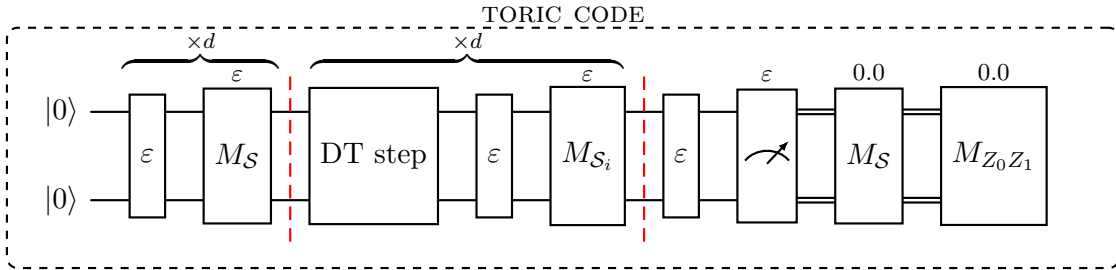 TORIC CODE
×d ×d
ε ε ε 0.0 0.0
|0⟩
ε M_S DT step ε M_{S_i} ε M_S M_{Z_0 Z_1}
|0⟩